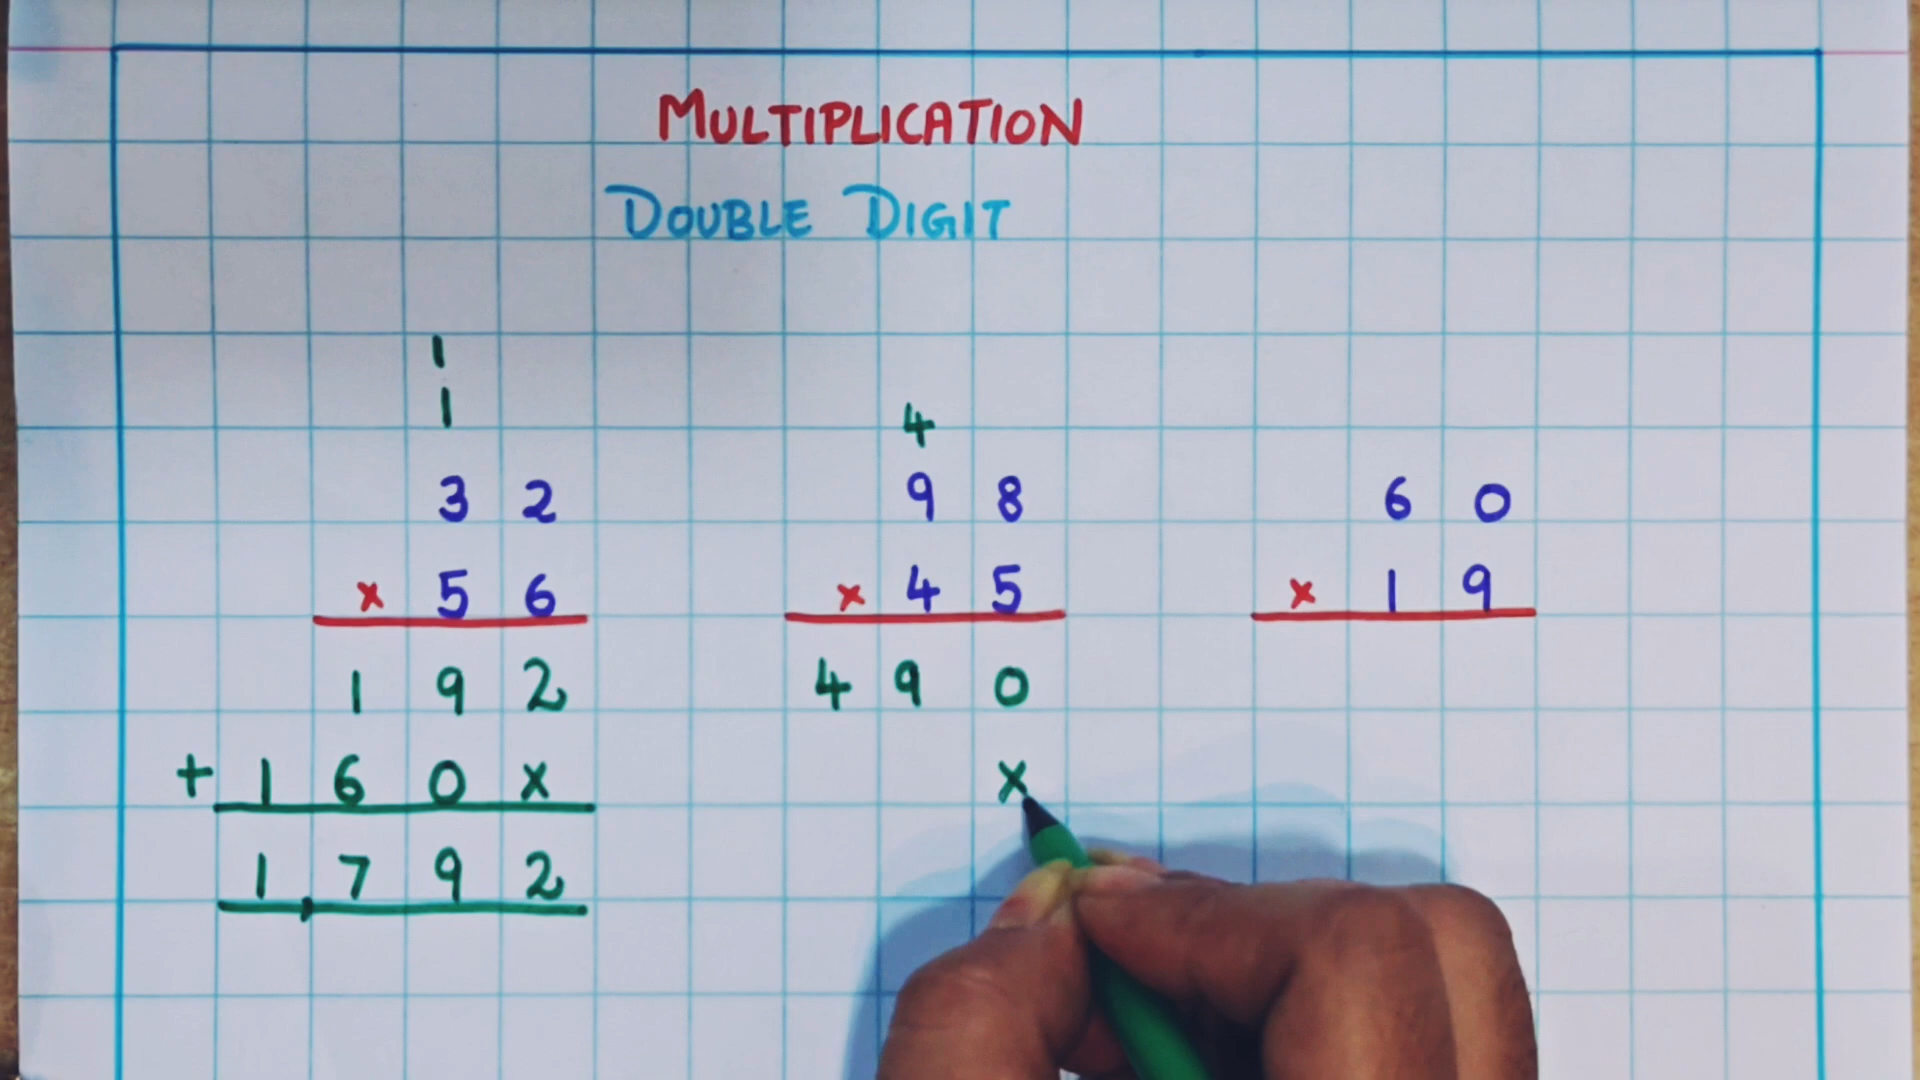 MULTIPLICATION
DOUBLE DIGIT
1
1
3 2
x 5 6
1 9 2
+ 1 6 0 x
1,7 9 2
4
9 8
x 4 5
4 9 0
x
6 0
x 1 9